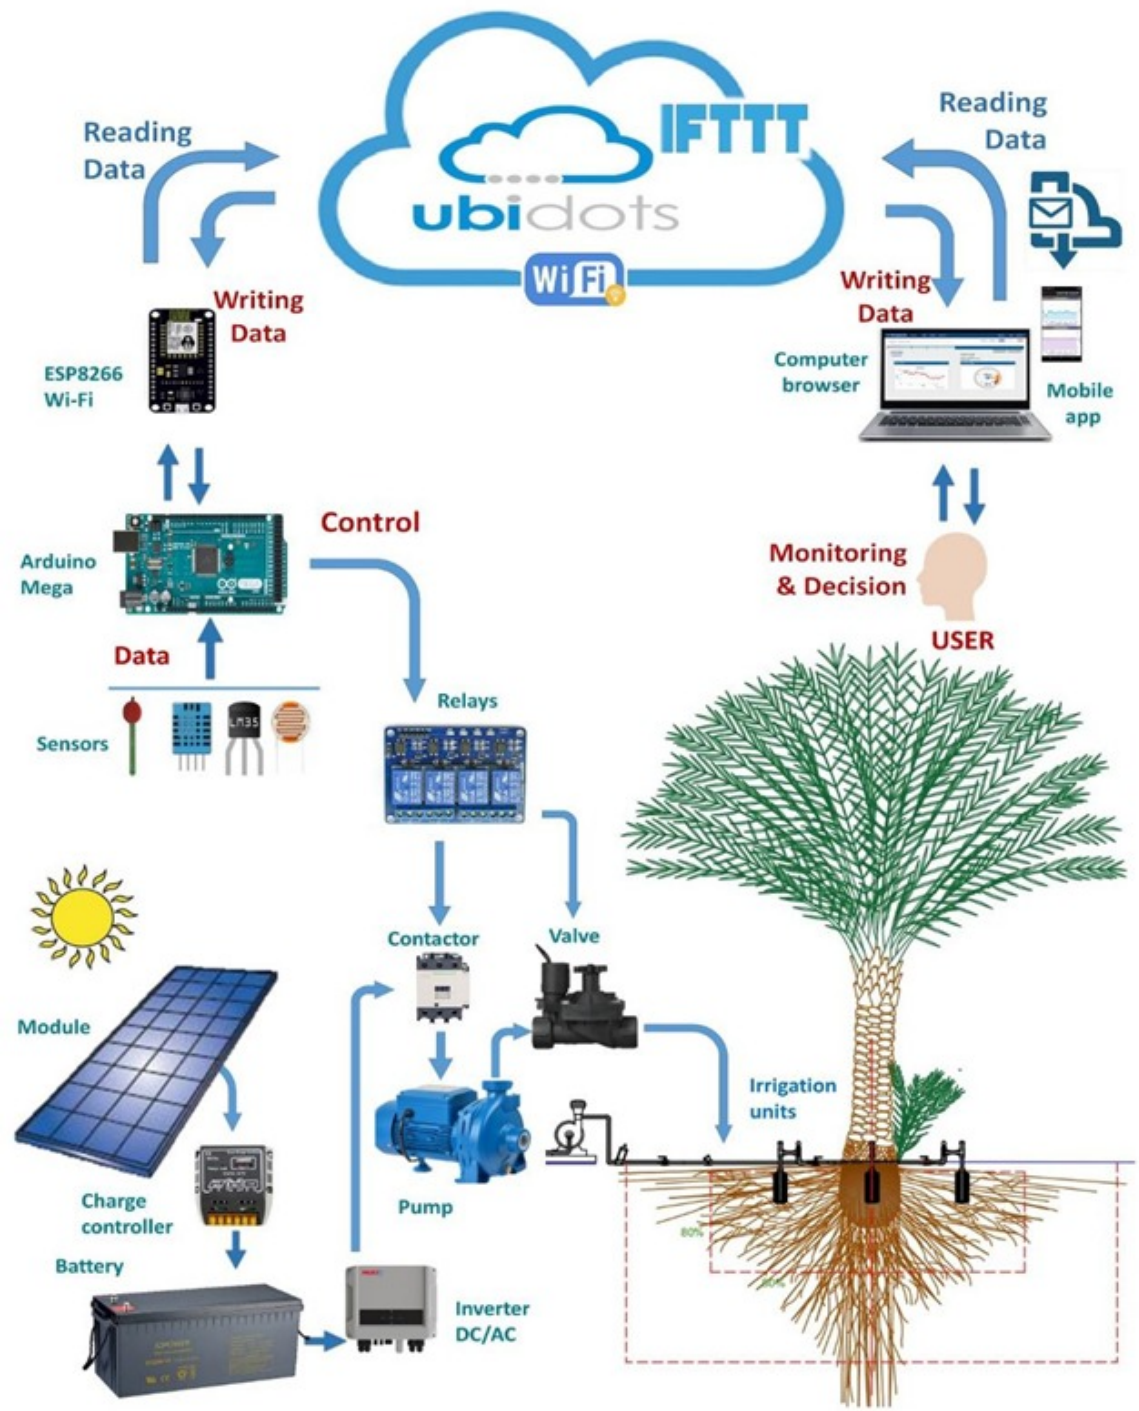 IFTTT
ubidots
Wi Fi
Reading
Data
Writing
Data
ESP8266
Wi-Fi
Reading
Data
Writing
Data
Computer
browser
Mobile
app
Arduino
Mega
Control
Monitoring
& Decision
USER
Data
Sensors
LM35
Relays
Contactor
Valve
Module
Irrigation
units
Charge
controller
Pump
80%
Battery
Inverter
DC/AC